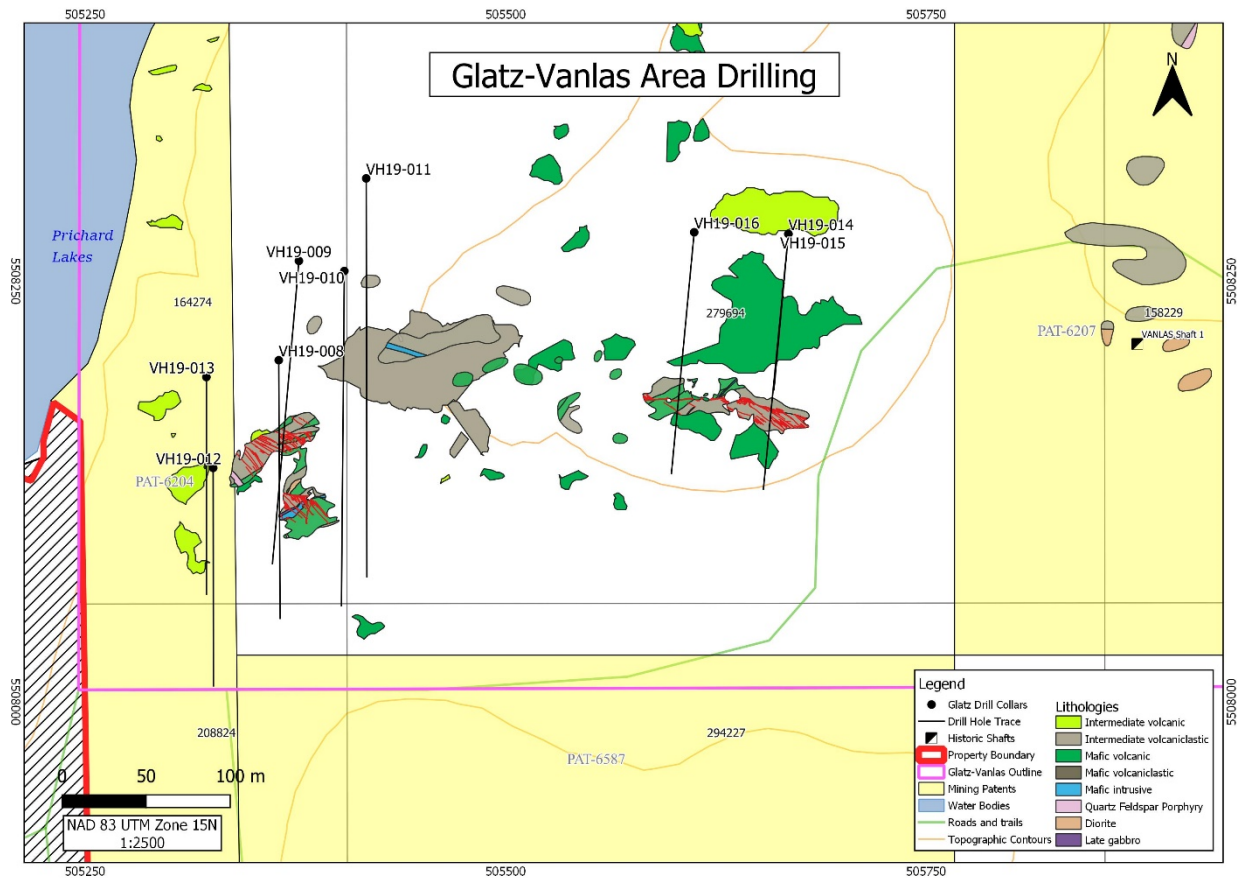 505250
505500
505750
Glatz-Vanlas Area Drilling
N
VH19-011
Prichard
Lakes
VH19-016
VH19-014
VH19-015
VH19-009
VH19-010
5508250
5508250
164274
279694
158229
PAT-6207
VANLAS Shaft 1
VH19-008
VH19-013
VH19-012
PAT-6204
Legend
Glatz Drill Collars
Drill Hole Trace
Historic Shafts
Property Boundary
Glatz-Vanlas Outline
Mining Patents
Water Bodies
Roads and trails
Topographic Contours
Lithologies
Intermediate volcanic
Intermediate volcaniclastic
Mafic volcanic
Mafic volcaniclastic
Mafic intrusive
Quartz Feldspar Porphyry
Diorite
Late gabbro
5508000
5508000
208824
294227
PAT-6587
0 50 100 m
NAD 83 UTM Zone 15N
1:2500
505250
505500
505750